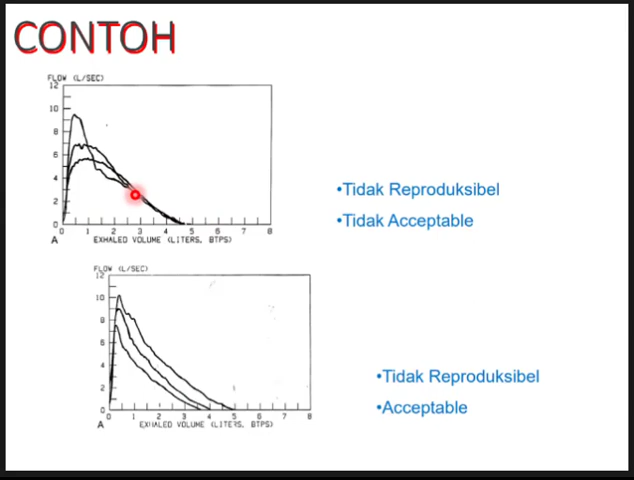 CONTOH
FLOW (L/SEC)
12
10
8
6
4
2
0
0 1 2 3 4 5 6 7 8
A EXHALED VOLUME (LITERS, BTPS)
•Tidak Reproduksibel
•Tidak Acceptable
FLOW (L/SEC)
12
10
8
6
4
2
0
0 1 2 3 4 5 6 7 8
A EXHALED VOLUME (LITERS, BTPS)
•Tidak Reproduksibel
•Acceptable